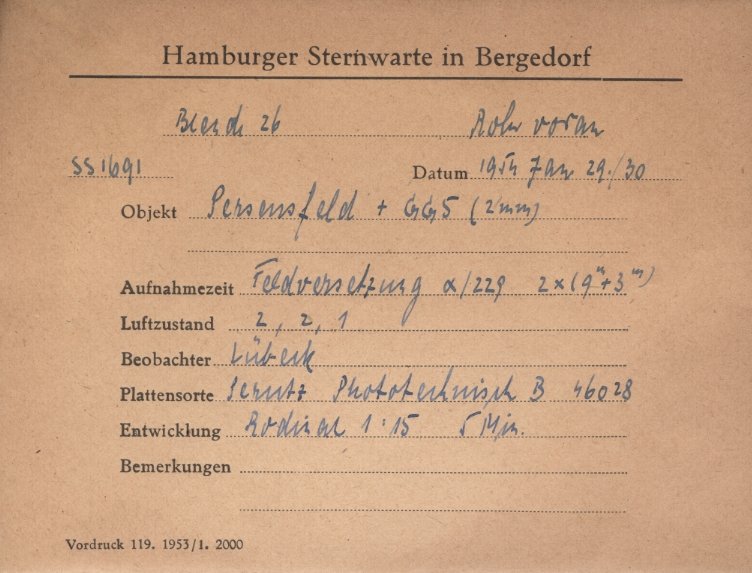 Hamburger Sternwarte in Bergedorf
Blende 26 Rohr voran
SS1691 Datum 1954 Jan 29./30
Objekt Perseusfeld + GG5 (2mm)
Aufnahmezeit Feldversetzung α/229 2×(9ᵐ+3ᵐ)
Luftzustand 2, 2, 1
Beobachter Lübeck
Plattensorte Perutz Phototechnisch B 46028
Entwicklung Rodinal 1:15 5 Min.
Bemerkungen
Vordruck 119. 1953/1. 2000